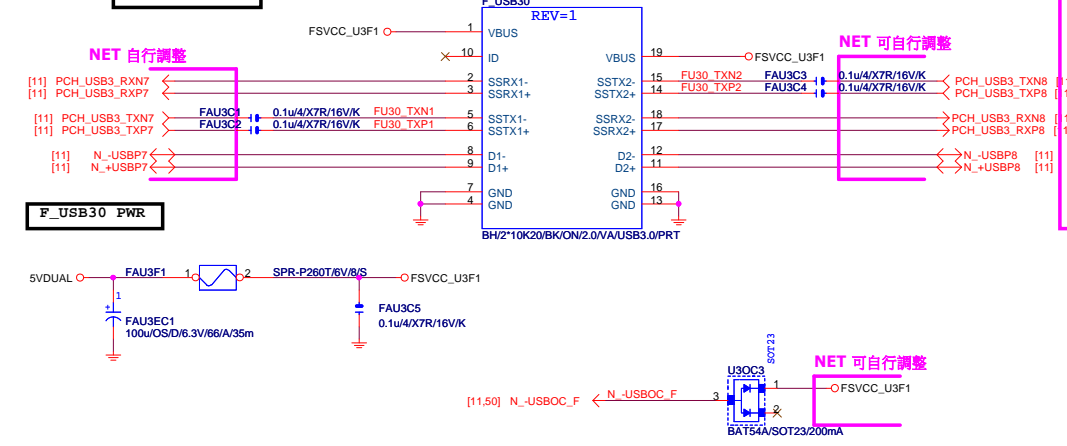 F_USB30
REV=1
FSVCC_U3F1
1
VBUS
NET 自行調整
10
ID
VBUS
19
FSVCC_U3F1
NET 可自行調整
[11] PCH_USB3_RXN7
2
SSRX1-
SSTX2-
15
FU30_TXN2
FAU3C3
0.1u/4/X7R/16V/K
PCH_USB3_TXN8
[11] PCH_USB3_RXP7
3
SSRX1+
SSTX2+
14
FU30_TXP2
FAU3C4
0.1u/4/X7R/16V/K
PCH_USB3_TXP8
[11] PCH_USB3_TXN7
FAU3C1
0.1u/4/X7R/16V/K
FU30_TXN1
5
SSTX1-
SSRX2-
18
PCH_USB3_RXN8
[11] PCH_USB3_TXP7
FAU3C2
0.1u/4/X7R/16V/K
FU30_TXP1
6
SSTX1+
SSRX2+
17
PCH_USB3_RXP8
[11] N_-USBP7
8
D1-
D2-
12
N_-USBP8 [11]
[11] N_+USBP7
9
D1+
D2+
11
N_+USBP8 [11]
7
GND
GND
16
4
GND
GND
13
F_USB30 PWR
BH/2*10K20/BK/ON/2.0/VA/USB3.0/PRT
5VDUAL
FAU3F1
1
2
SPR-P260T/6V/8/S
FSVCC_U3F1
1
+
FAU3EC1
100u/OS/D/6.3V/66/A/35m
FAU3C5
0.1u/4/X7R/16V/K
SOT23
NET 可自行調整
U3OC3
[11,50] N_-USBOC_F
N_-USBOC_F
3
1
FSVCC_U3F1
2
BAT54A/SOT23/200mA